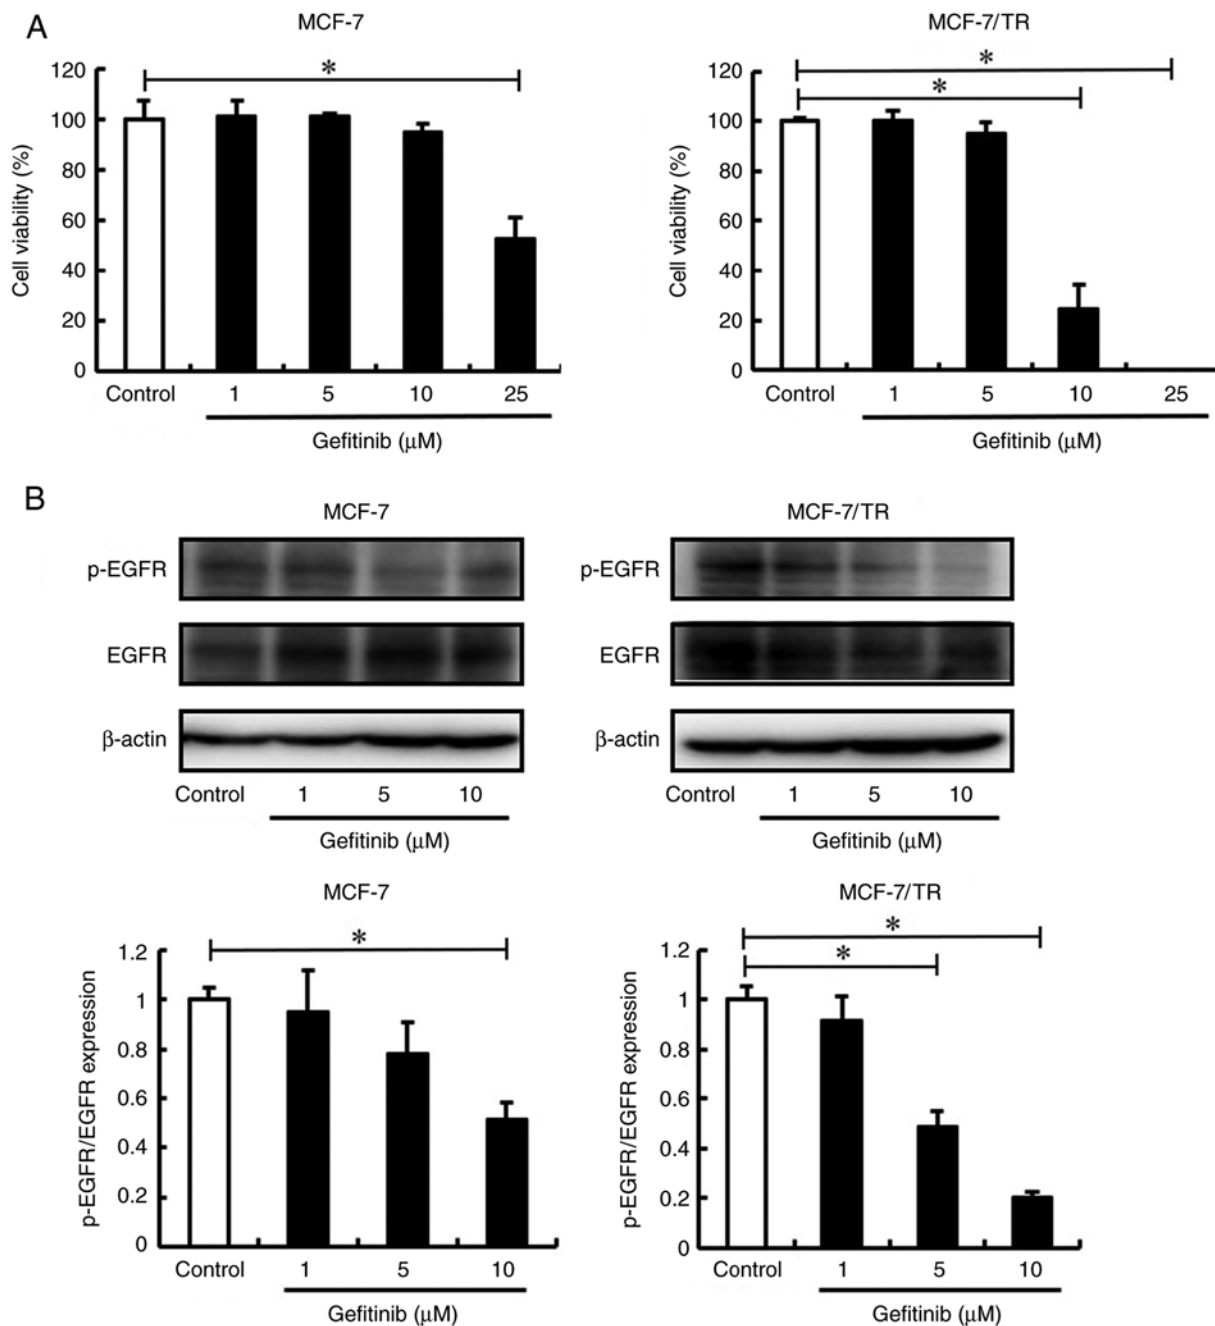 A
MCF-7
120
100
80
60
40
20
0
Cell viability (%)
*
Control 1 5 10 25
Gefitinib (μM)
MCF-7/TR
120
100
80
60
40
20
0
Cell viability (%)
*
*
Control 1 5 10 25
Gefitinib (μM)
B
MCF-7
p-EGFR
EGFR
β-actin
Control 1 5 10
Gefitinib (μM)
MCF-7/TR
p-EGFR
EGFR
β-actin
Control 1 5 10
Gefitinib (μM)
MCF-7
1.2
1
0.8
0.6
0.4
0.2
0
p-EGFR/EGFR expression
*
Control 1 5 10
Gefitinib (μM)
MCF-7/TR
1.2
1
0.8
0.6
0.4
0.2
0
p-EGFR/EGFR expression
*
*
Control 1 5 10
Gefitinib (μM)